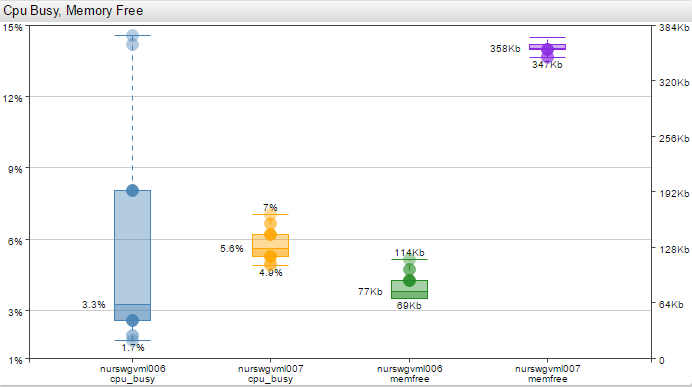 Cpu Busy, Memory Free
15%
384Kb
12%
320Kb
9%
256Kb
6%
192Kb
3%
128Kb
1%
64Kb
0
3.3%
1.7%
7%
5.6%
4.9%
114Kb
77Kb
69Kb
358Kb
347Kb
nurswgvml006
cpu_busy
nurswgvml007
cpu_busy
nurswgvml006
memfree
nurswgvml007
memfree